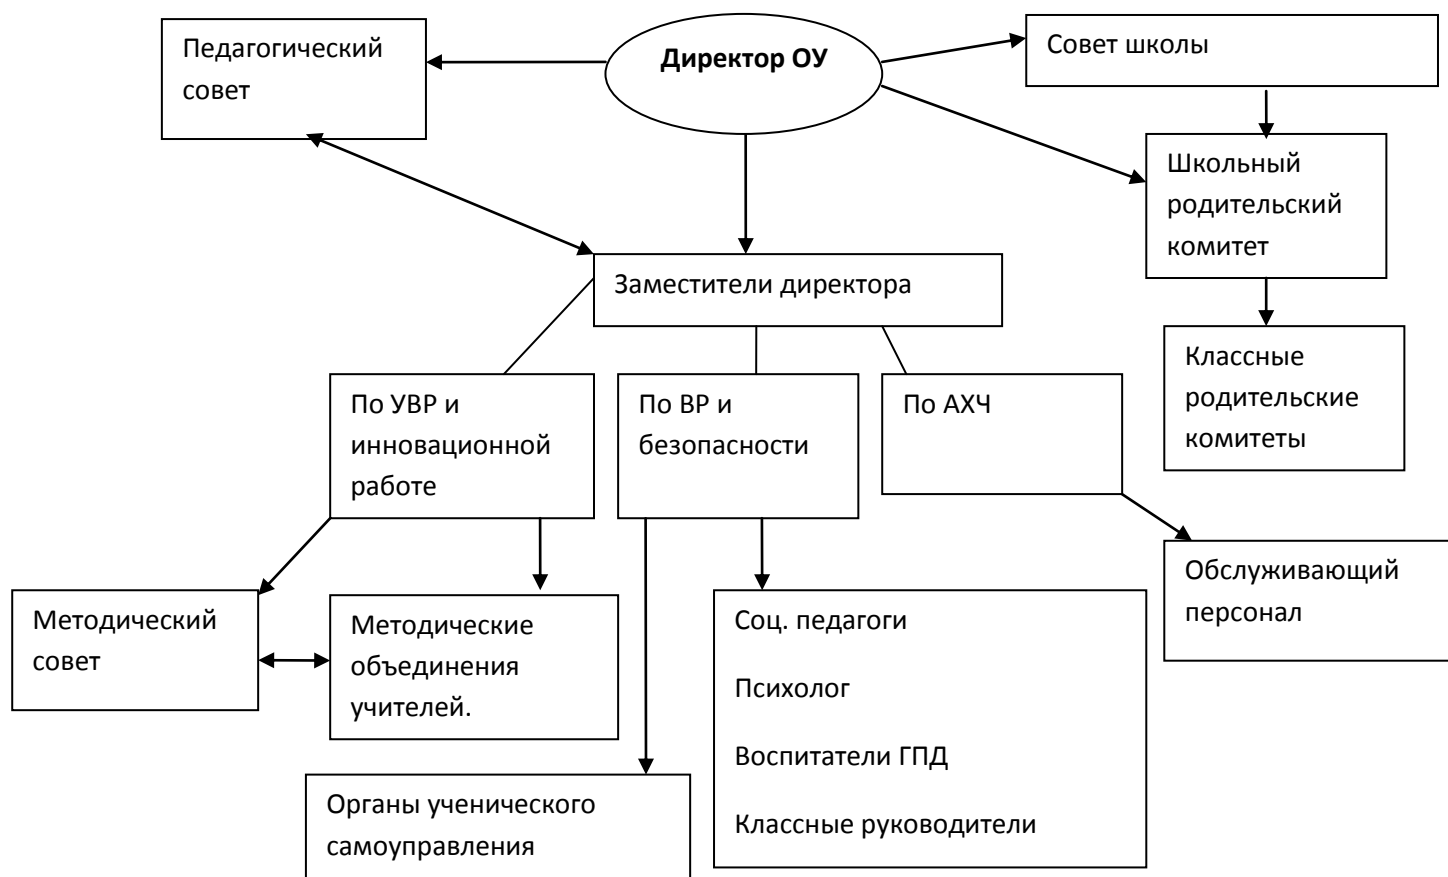 Педагогический
совет
Директор ОУ
Совет школы
Школьный
родительский
комитет
Заместители директора
Классные
родительские
комитеты
По УВР и
инновационной
работе
По ВР и
безопасности
По АХЧ
Обслуживающий
персонал
Методический
совет
Методические
объединения
учителей.
Соц. педагоги
Психолог
Воспитатели ГПД
Классные руководители
Органы ученического
самоуправления